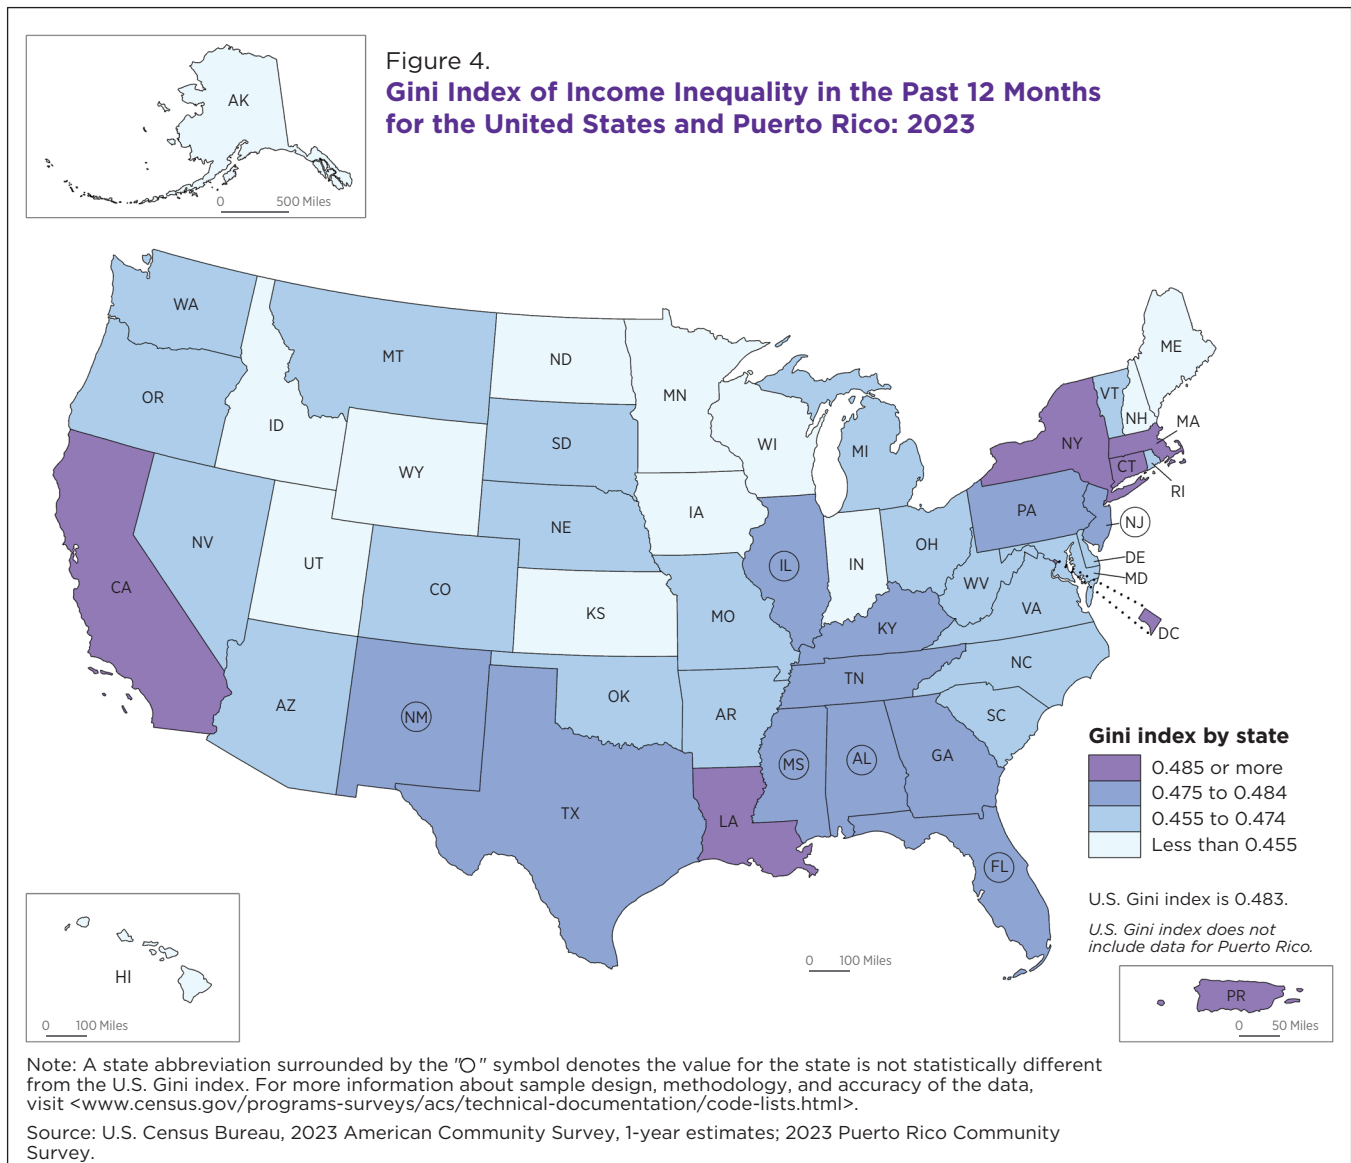 AK
0 500 Miles
Figure 4.
Gini Index of Income Inequality in the Past 12 Months
for the United States and Puerto Rico: 2023
WA
MT
ND
MN
ME
OR
ID
SD
WI
MI
VT
NH
MA
NY
CT
RI
WY
IA
NE
PA
NJ
NV
UT
CO
IL
IN
OH
DE
MD
WV
VA
DC
CA
KS
MO
KY
NC
TN
AZ
NM
OK
AR
SC
MS
AL
GA
TX
LA
FL
Gini index by state
0.485 or more
0.475 to 0.484
0.455 to 0.474
Less than 0.455
U.S. Gini index is 0.483.
U.S. Gini index does not
include data for Puerto Rico.
HI
0 100 Miles
0 100 Miles
PR
0 50 Miles
Note: A state abbreviation surrounded by the "O" symbol denotes the value for the state is not statistically different
from the U.S. Gini index. For more information about sample design, methodology, and accuracy of the data,
visit <www.census.gov/programs-surveys/acs/technical-documentation/code-lists.html>.
Source: U.S. Census Bureau, 2023 American Community Survey, 1-year estimates; 2023 Puerto Rico Community
Survey.